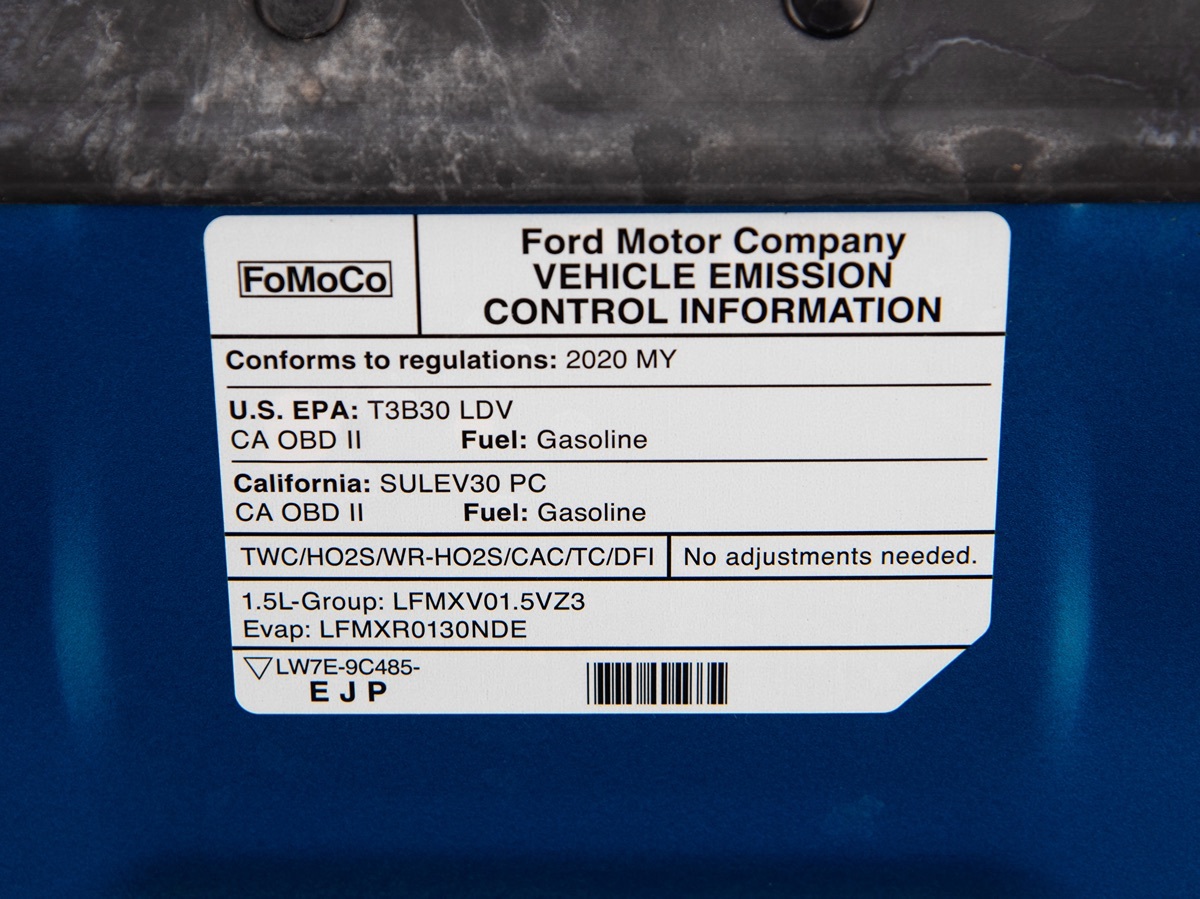 FoMoCo
Ford Motor Company
VEHICLE EMISSION
CONTROL INFORMATION
Conforms to regulations: 2020 MY
U.S. EPA: T3B30 LDV
CA OBD II Fuel: Gasoline
California: SULEV30 PC
CA OBD II Fuel: Gasoline
TWC/HO2S/WR-HO2S/CAC/TC/DFI No adjustments needed.
1.5L-Group: LFMXV01.5VZ3
Evap: LFMXR0130NDE
▽LW7E-9C485-
E J P